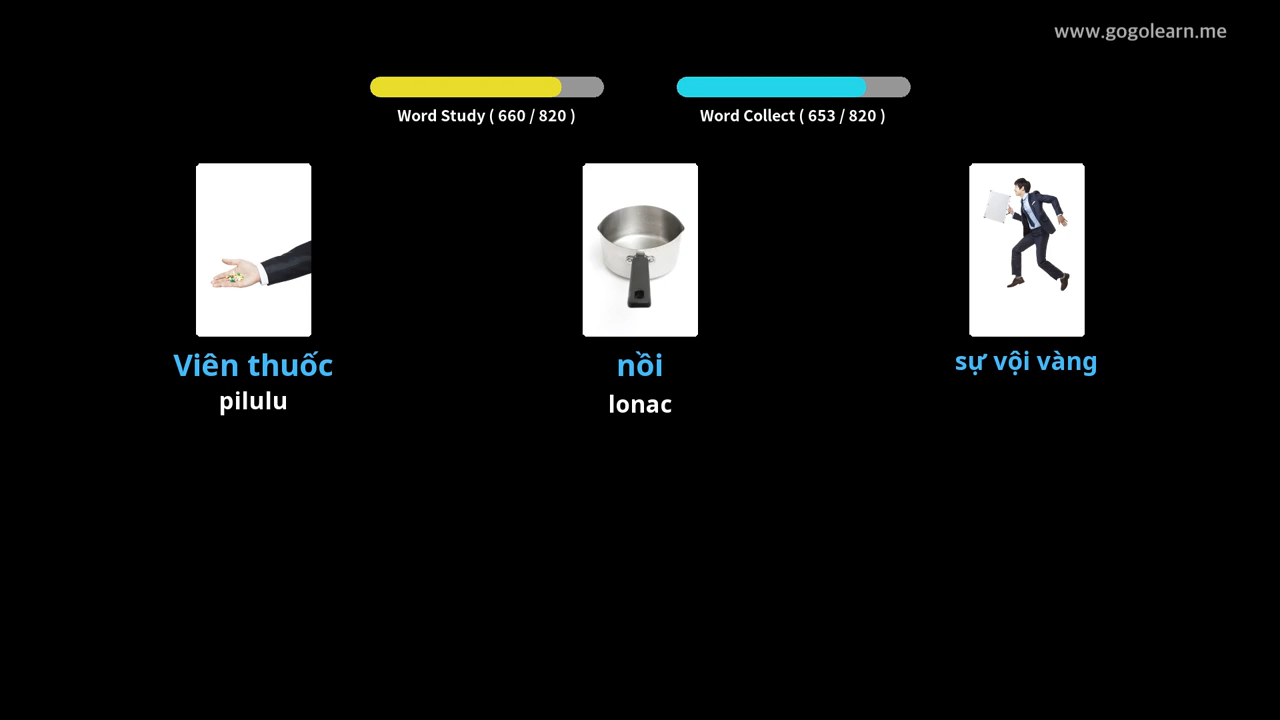 www.gogolearn.me
Word Study ( 660 / 820 )
Word Collect ( 653 / 820 )
Viên thuốc
nồi
sự vội vàng
pilulu
lonac